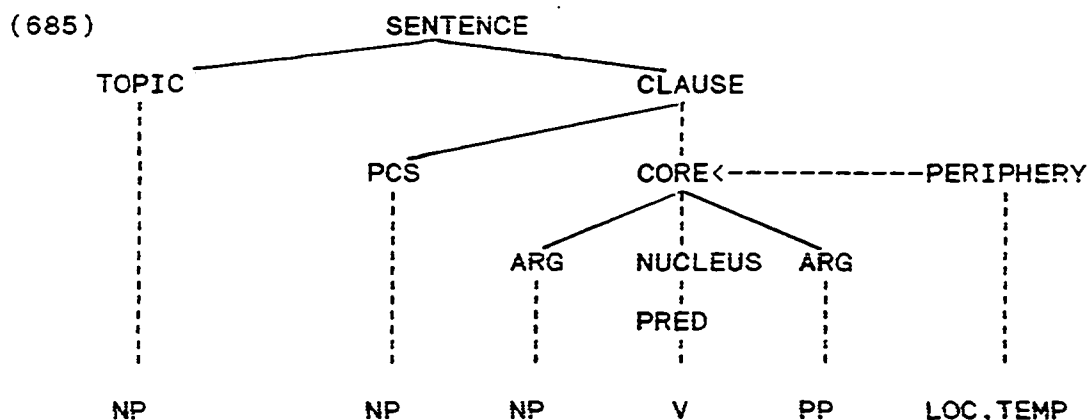 (685) SENTENCE
TOPIC CLAUSE
PCS CORE<----------PERIPHERY
ARG NUCLEUS ARG
PRED
NP NP NP V PP LOC,TEMP